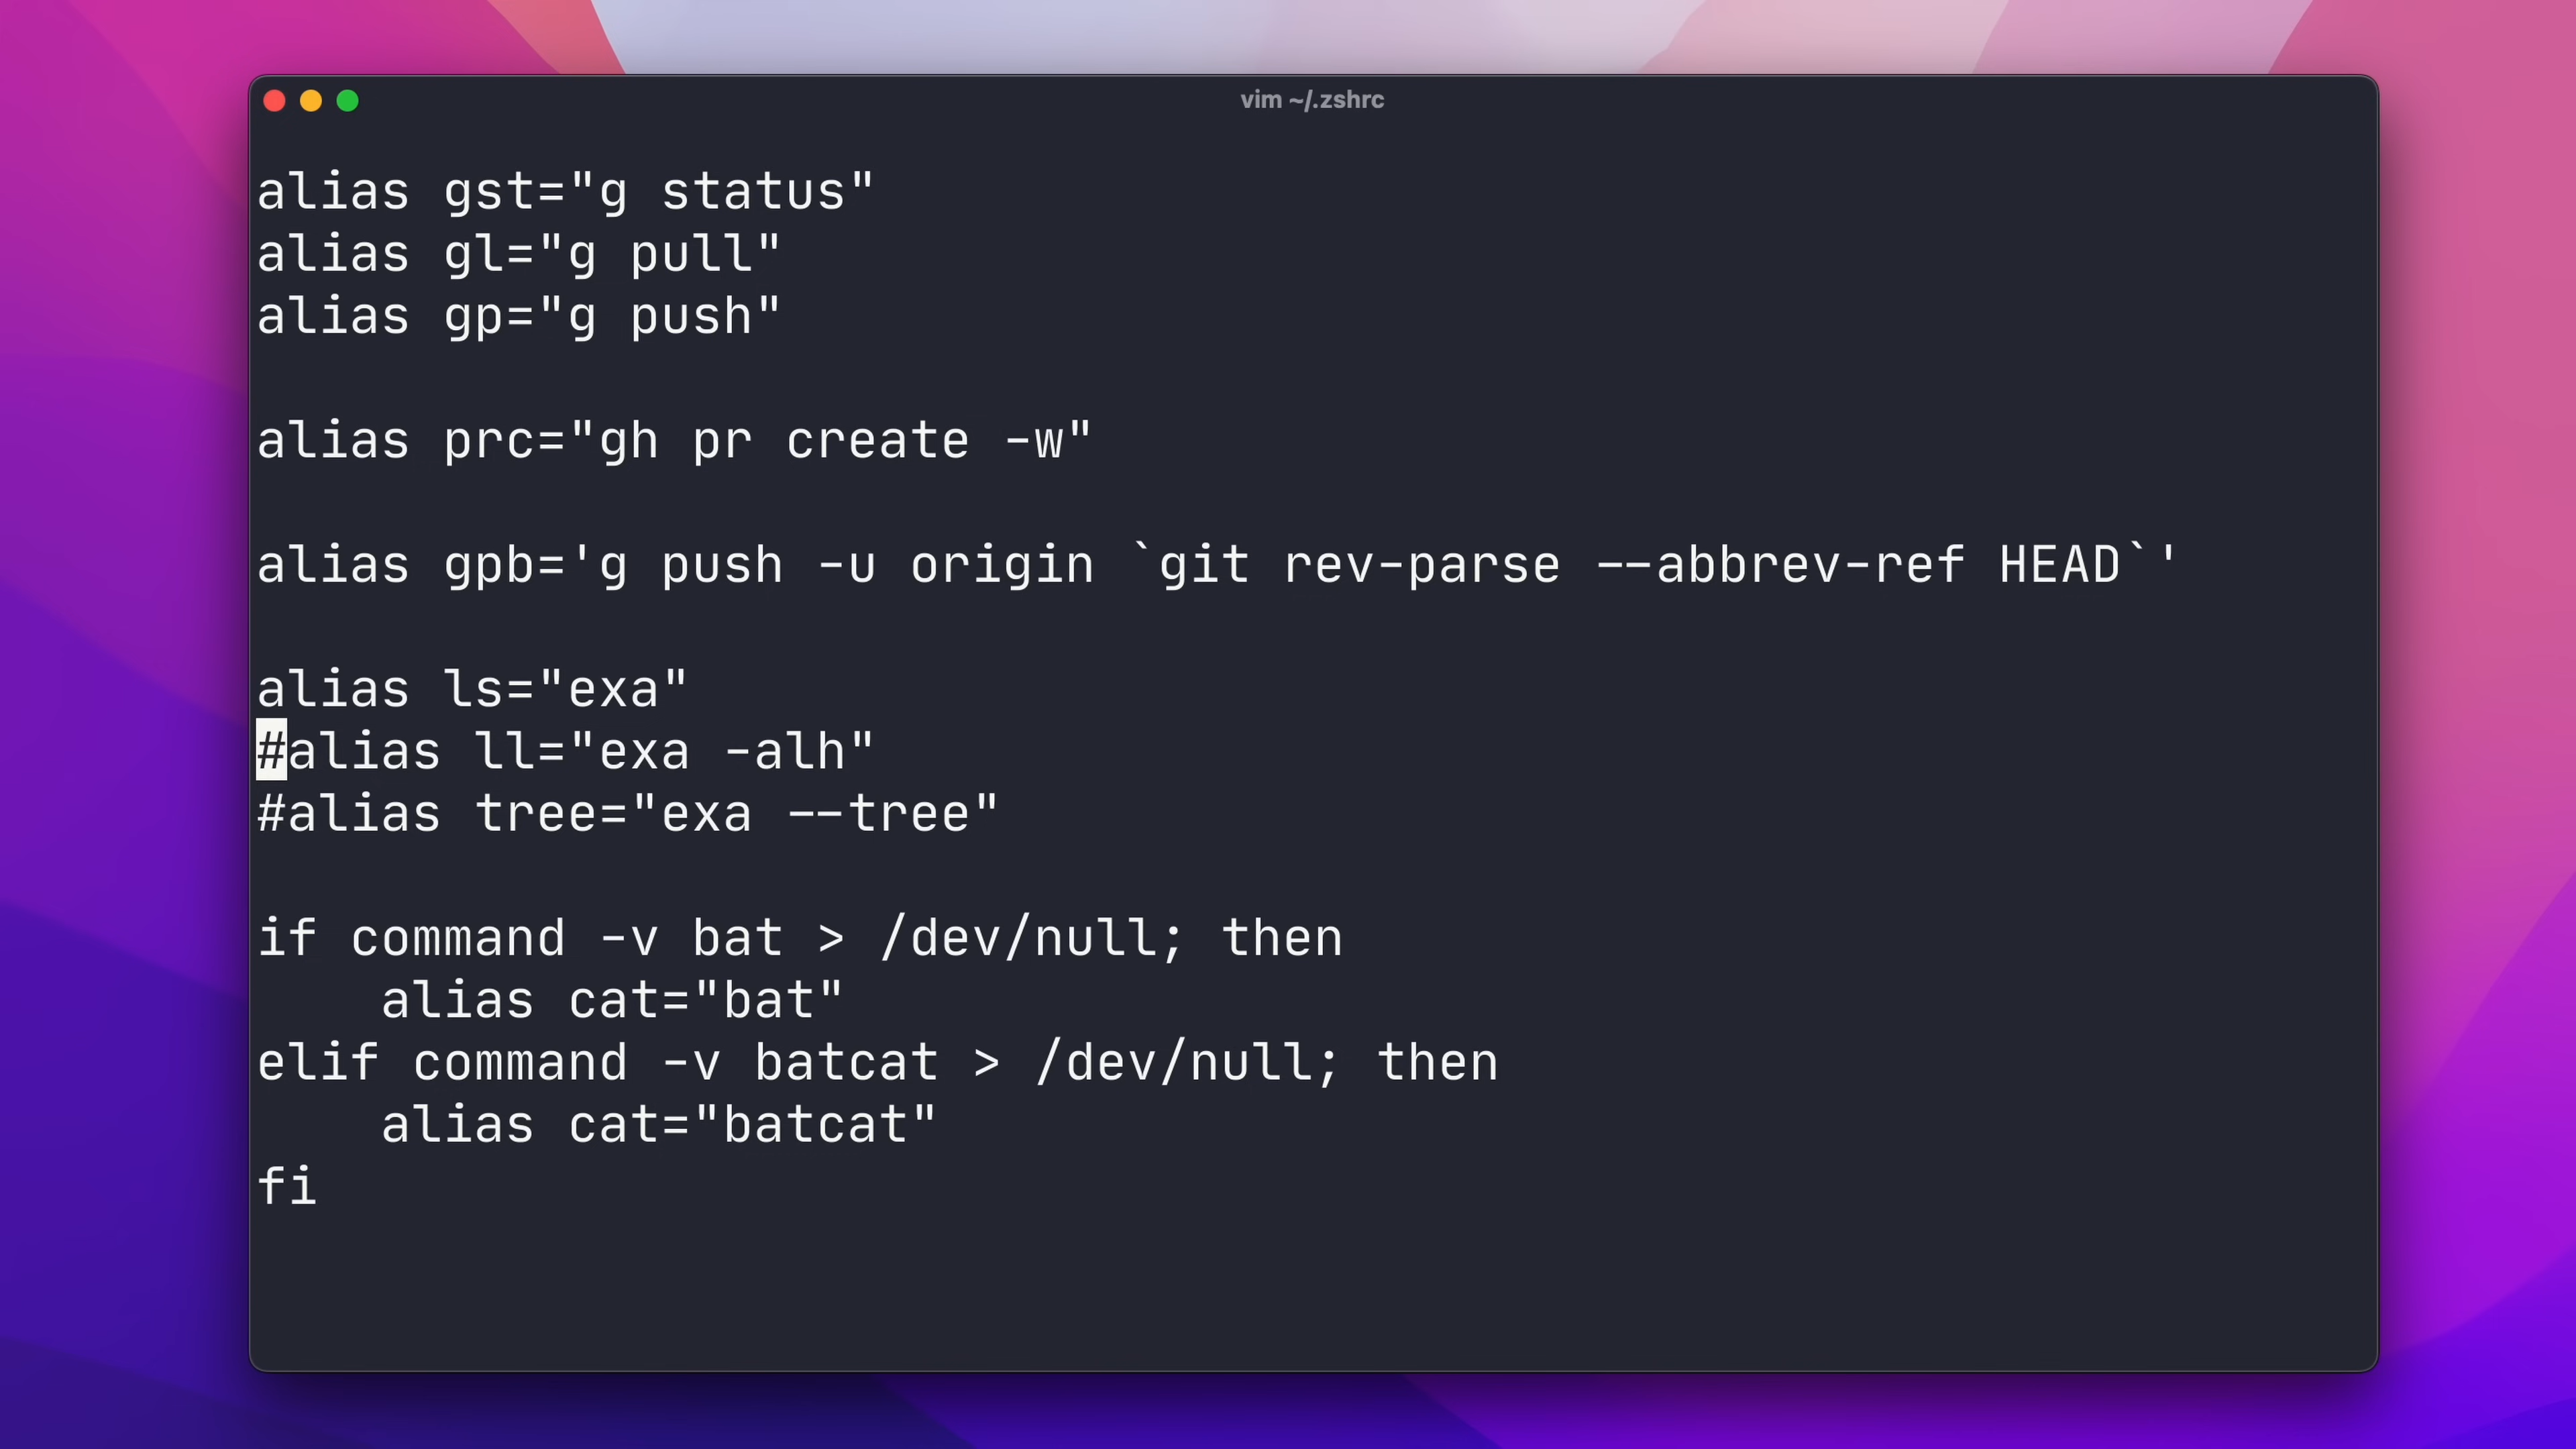 vim ~/.zshrc
alias gst="g status"
alias gl="g pull"
alias gp="g push"
alias prc="gh pr create -w"
alias gpb='g push -u origin `git rev-parse --abbrev-ref HEAD`'
alias ls="exa"
#alias ll="exa -alh"
#alias tree="exa --tree"
if command -v bat > /dev/null; then
    alias cat="bat"
elif command -v batcat > /dev/null; then
    alias cat="batcat"
fi